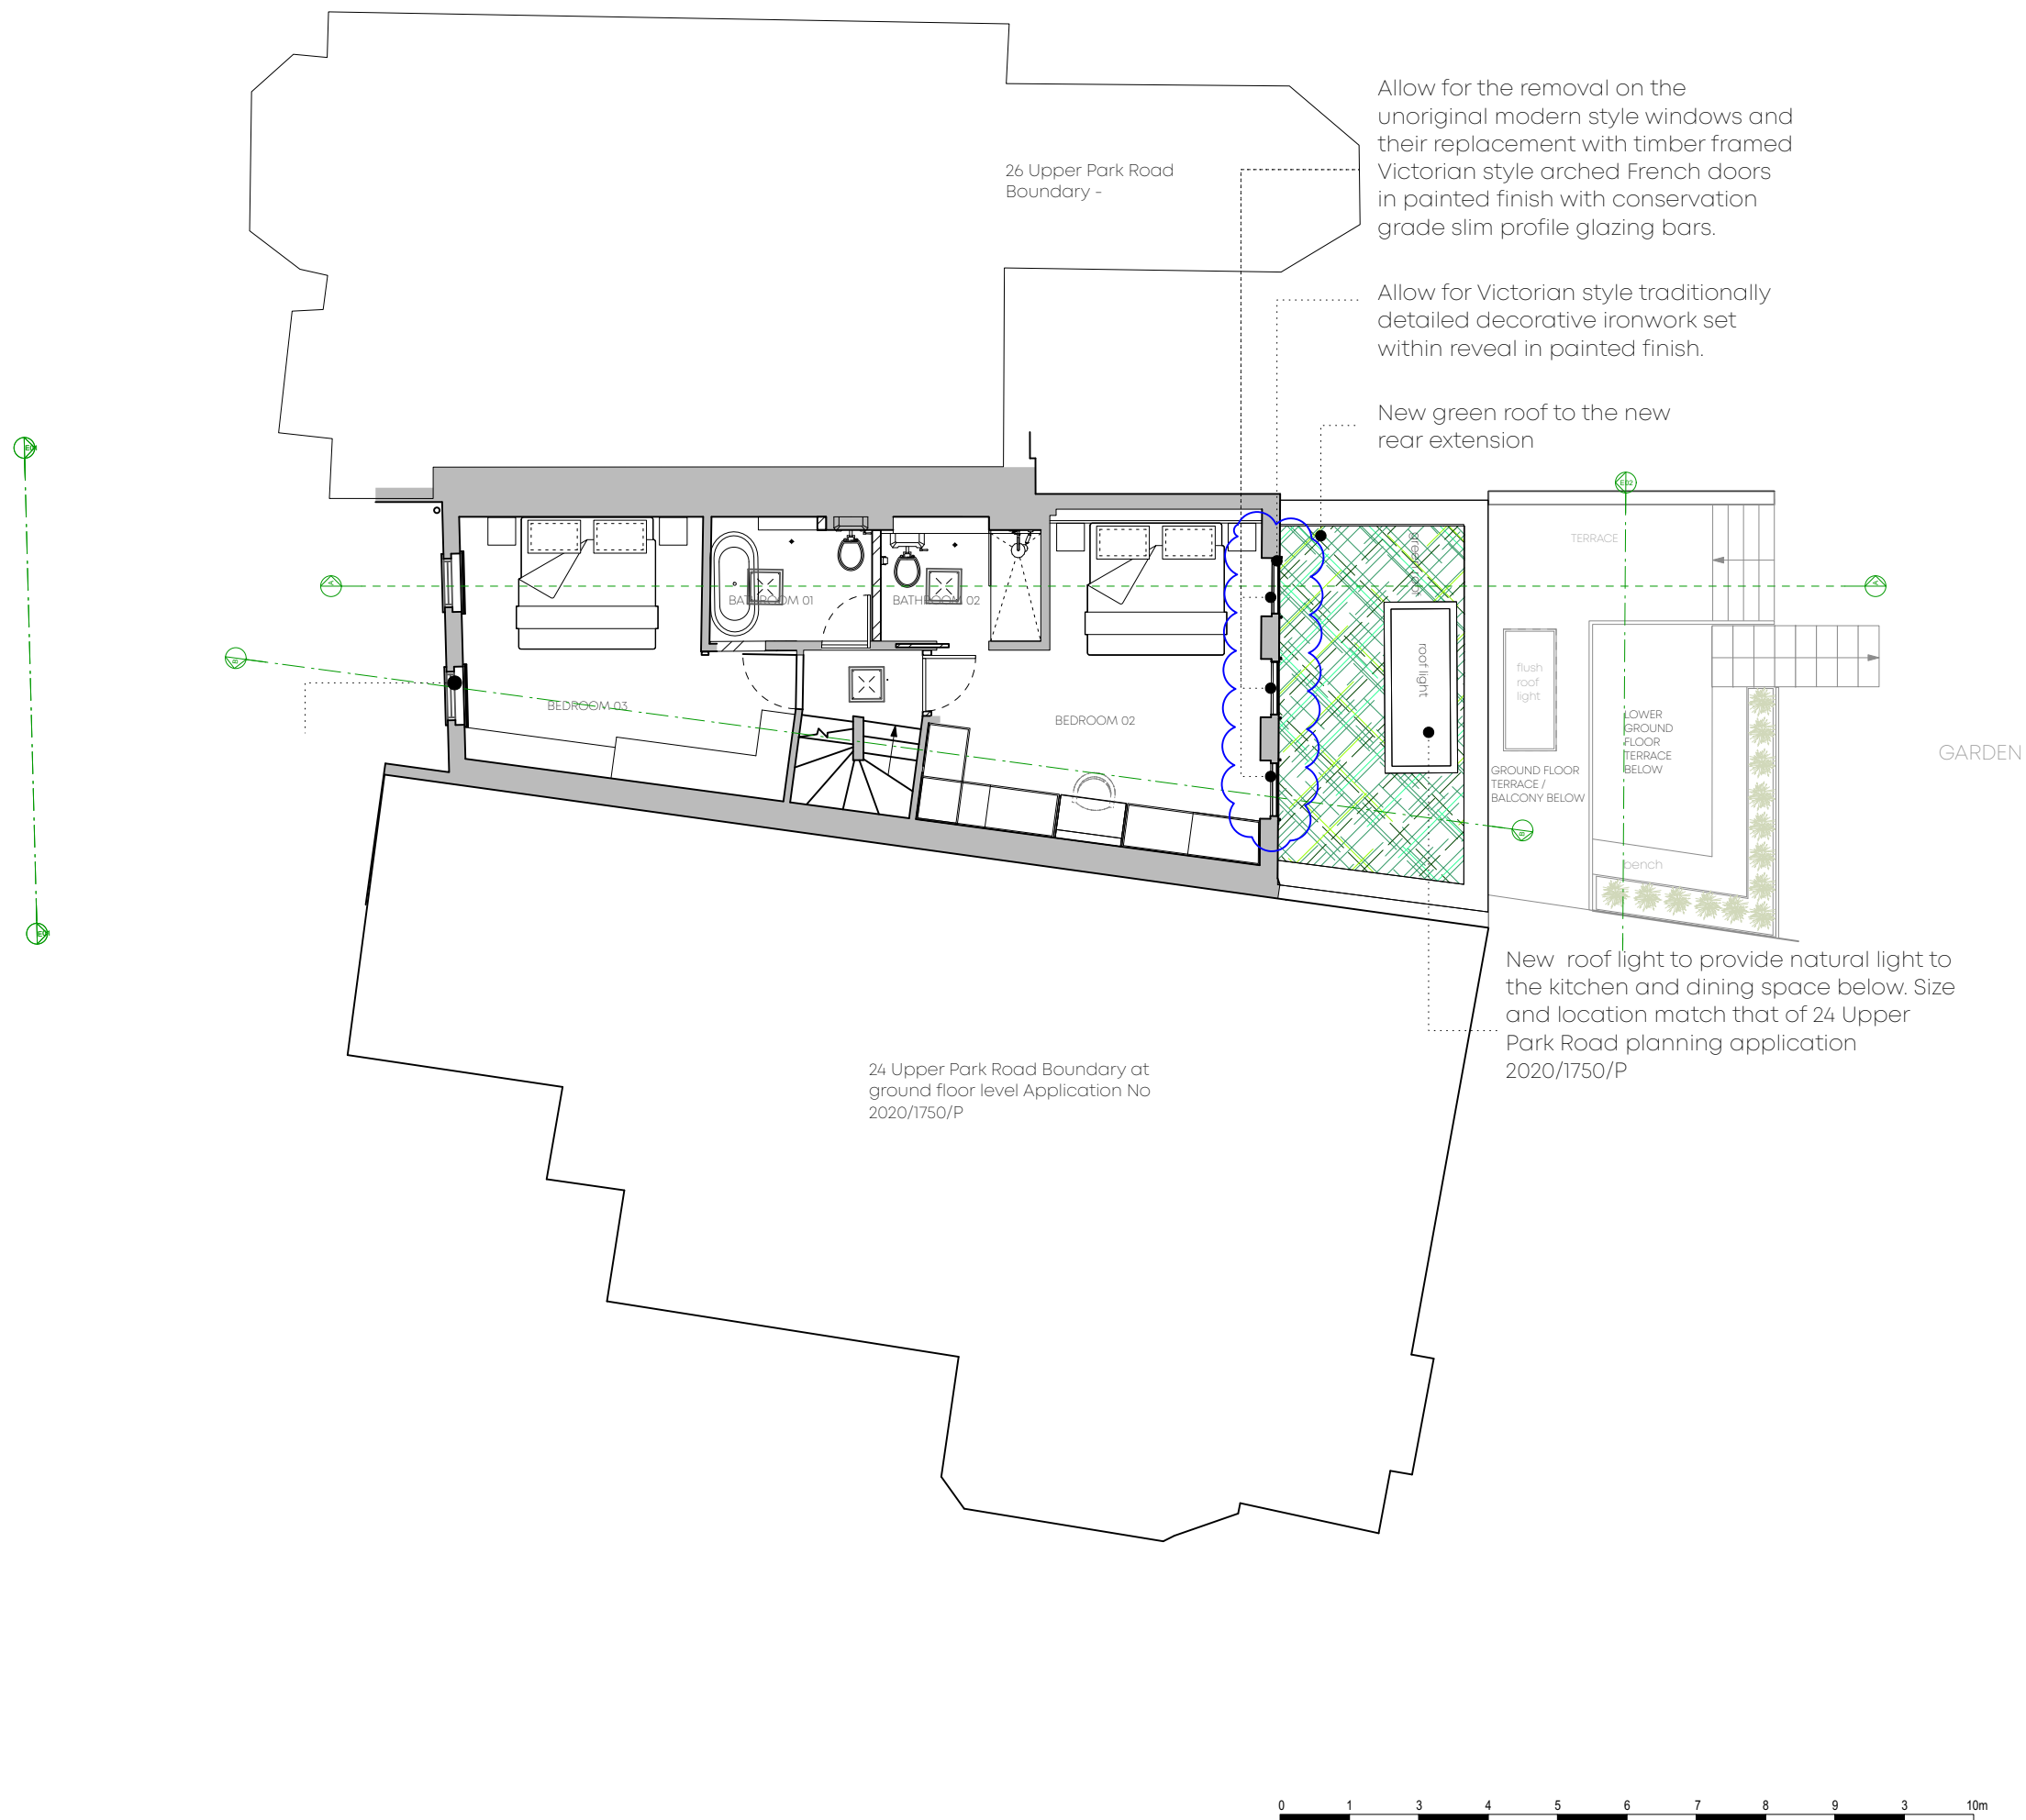 Allow for the removal on the
unoriginal modern style windows and
their replacement with timber framed
Victorian style arched French doors
in painted finish with conservation
grade slim profile glazing bars.
26 Upper Park Road
Boundary -
Allow for Victorian style traditionally
detailed decorative ironwork set
within reveal in painted finish.
New green roof to the new
rear extension
E02
TERRACE
green roof
A
A
BATHROOM 01
BATHROOM 02
B
roof light
flush
roof
light
BEDROOM 03
BEDROOM 02
LOWER
GROUND
FLOOR
TERRACE
BELOW
GARDEN
GROUND FLOOR
TERRACE /
BALCONY BELOW
B
bench
New roof light to provide natural light to
the kitchen and dining space below. Size
and location match that of 24 Upper
Park Road planning application
2020/1750/P
24 Upper Park Road Boundary at
ground floor level Application No
2020/1750/P
0 1 3 4 5 6 7 8 9 3 10m